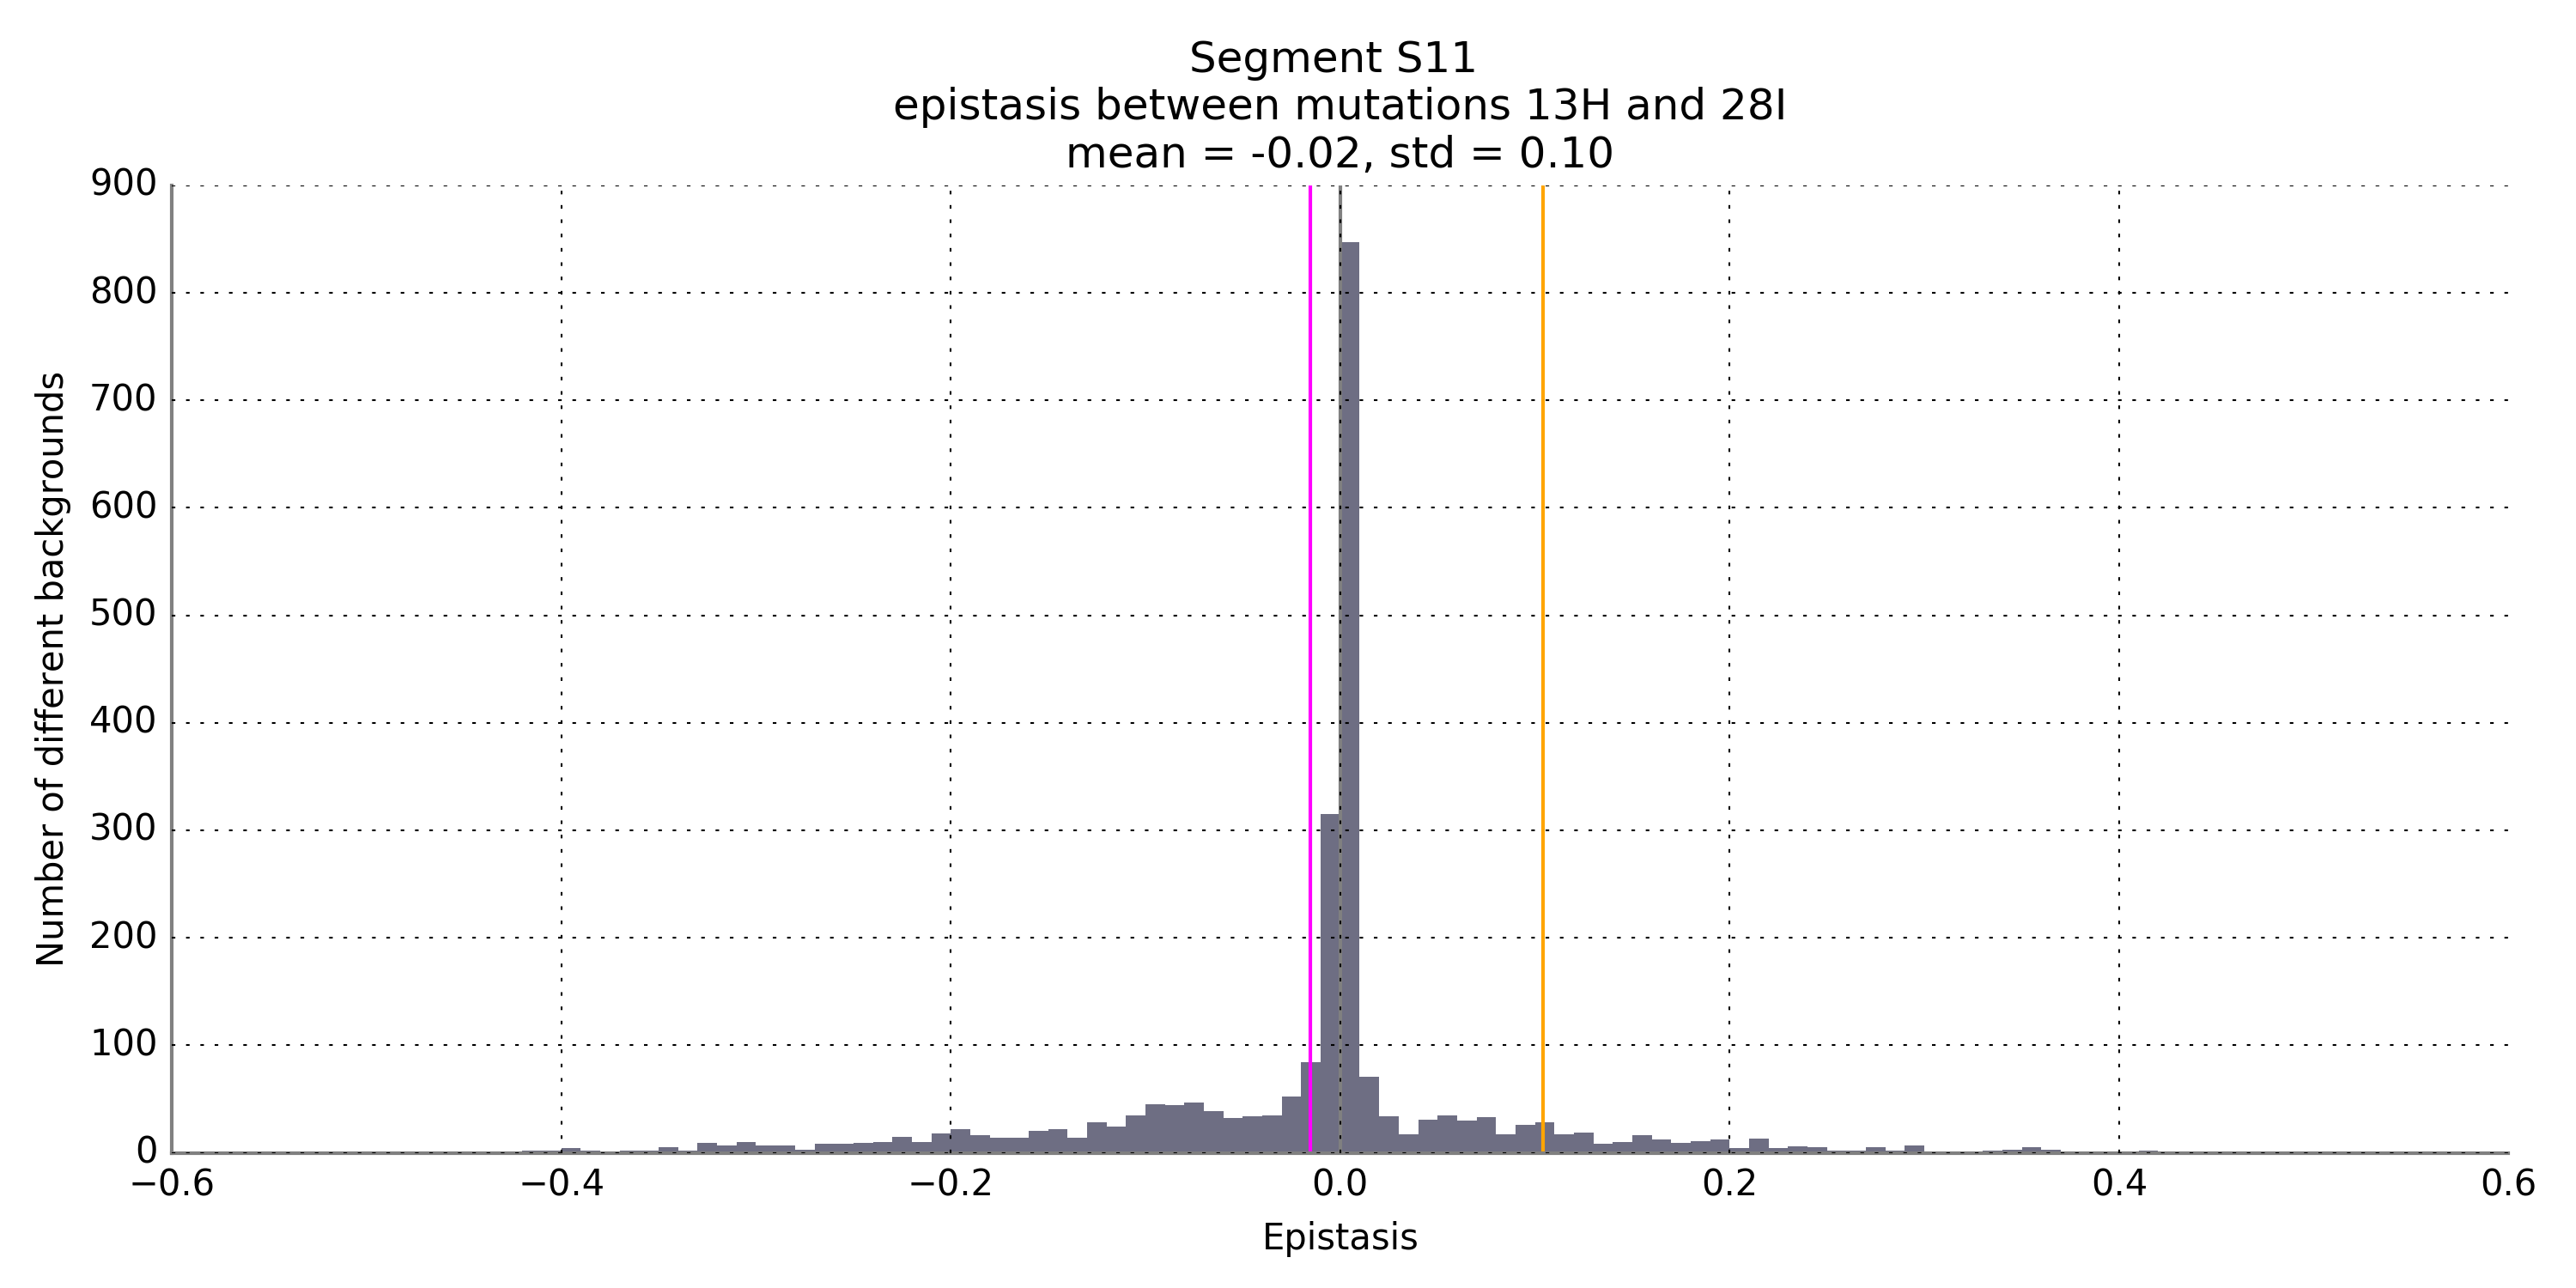 Segment S11
epistasis between mutations 13H and 28I
mean = -0.02, std = 0.10
900
800
700
600
500
400
300
200
100
0
Number of different backgrounds
−0.6 −0.4 −0.2 0.0 0.2 0.4 0.6
Epistasis